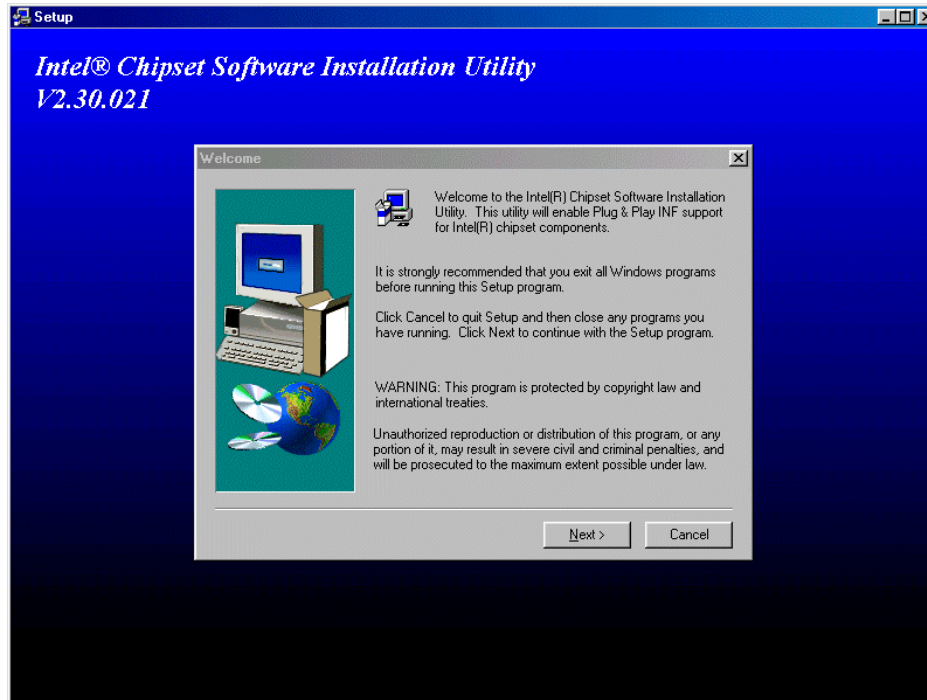 Setup
Intel® Chipset Software Installation Utility
V2.30.021
Welcome
Welcome to the Intel(R) Chipset Software Installation
Utility. This utility will enable Plug & Play INF support
for Intel(R) chipset components.
It is strongly recommended that you exit all Windows programs
before running this Setup program.
Click Cancel to quit Setup and then close any programs you
have running. Click Next to continue with the Setup program.
WARNING: This program is protected by copyright law and
international treaties.
Unauthorized reproduction or distribution of this program, or any
portion of it, may result in severe civil and criminal penalties, and
will be prosecuted to the maximum extent possible under law.
Next >
Cancel